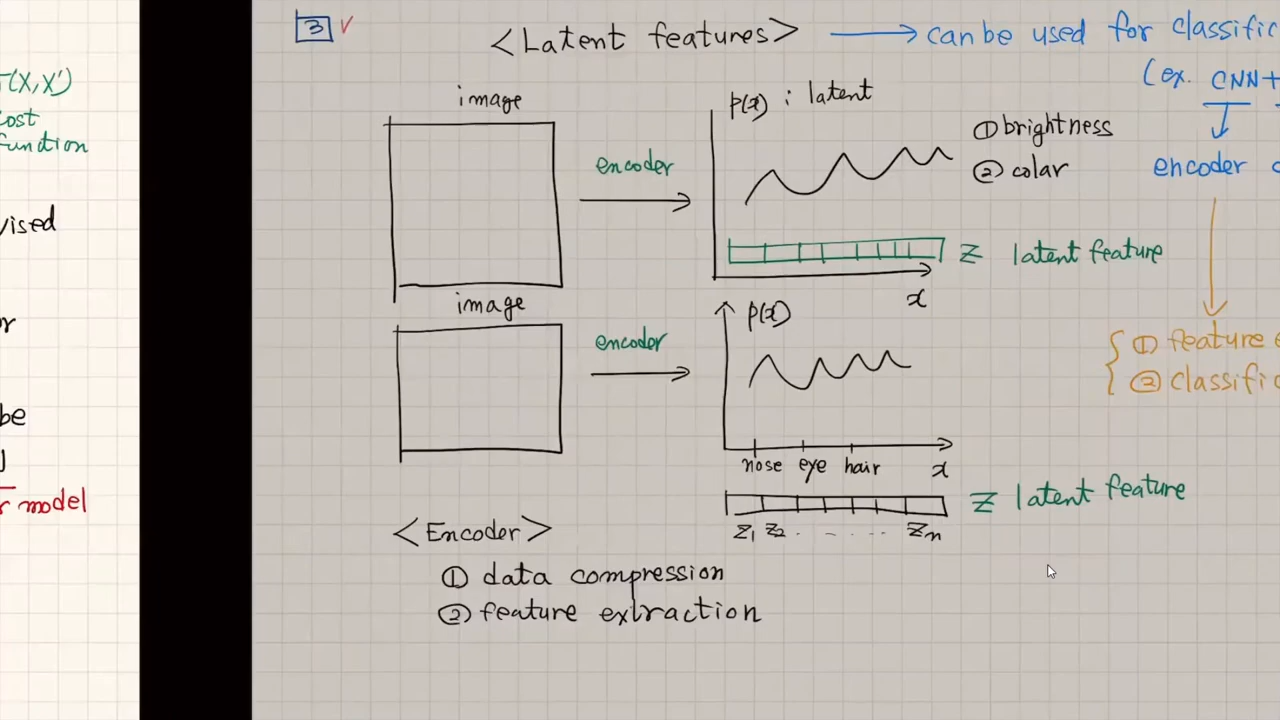 T(X,X')
cost
function
vised
or
be
r model
3 ✓
<Latent features> → can be used for classific
(ex. CNN+
encoder
① feature e
② classific
image
encoder
p(x) : latent
① brightness
② colar
z latent feature
x
image
encoder
p(x)
nose eye hair x
z latent feature
z1 z2 . - . . - . . zn
<Encoder>
① data compression
② feature extraction